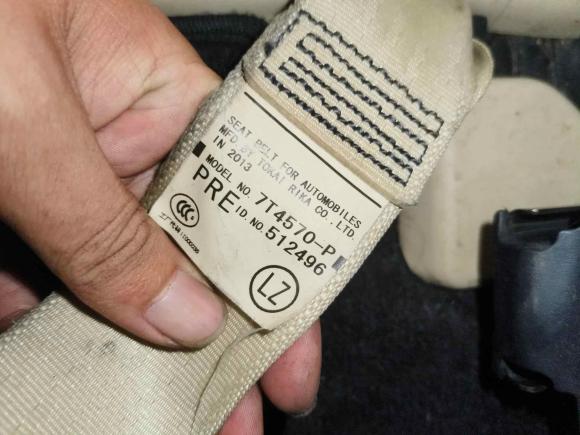 SEAT BELT FOR AUTOMOBILES
MFD BY TOKAI RIKA CO., LTD.
IN 2013
MODEL NO. 7T4570-P
PRE ID.NO. 512496
CCC
LZ